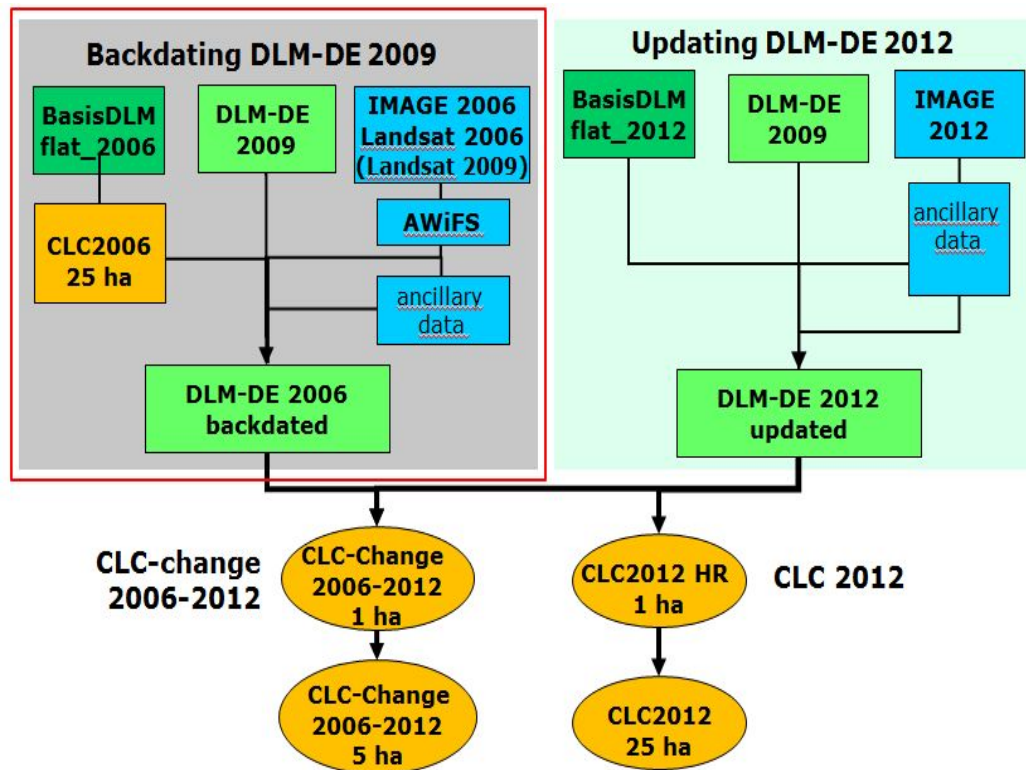 Backdating DLM-DE 2009
BasisDLM
flat_2006
DLM-DE
2009
IMAGE 2006
Landsat 2006
(Landsat 2009)
AWiFS
CLC2006
25 ha
ancillary
data
DLM-DE 2006
backdated
Updating DLM-DE 2012
BasisDLM
flat_2012
DLM-DE
2009
IMAGE
2012
ancillary
data
DLM-DE 2012
updated
CLC-change
2006-2012
CLC-Change
2006-2012
1 ha
CLC2012 HR
1 ha
CLC 2012
CLC-Change
2006-2012
5 ha
CLC2012
25 ha